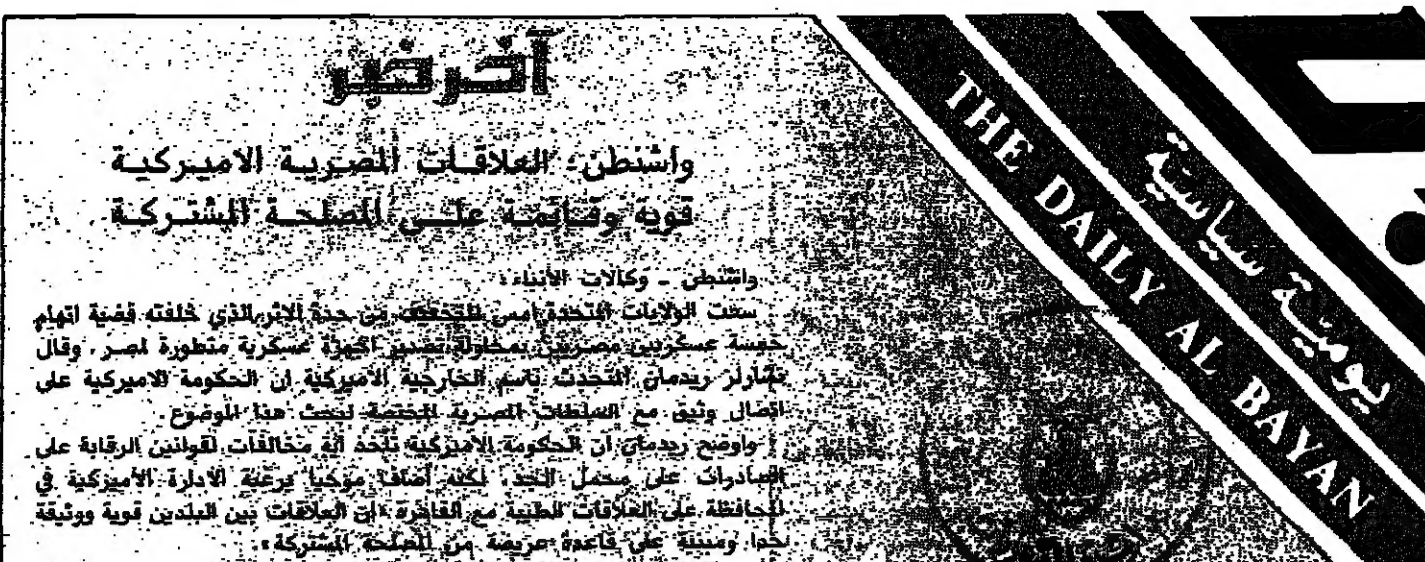 آخر خبر
واشنطن: العلاقات المصرية الاميركية
قوية وقائمة على المصلحة المشتركة
واشنطن - وكالات الأنباء:
سعت الولايات المتحدة امس للتخفيف من حدة الاثر الذي خلفته قضية اتهام
خمسة عسكريين مصريين بمحاولة تصدير اجهزة عسكرية متطورة لمصر. وقال
تشارلز ريدمان المتحدث باسم الخارجية الاميركية ان الحكومة الاميركية على
اتصال وثيق مع السلطات المصرية المختصة لبحث هذا الموضوع.
واوضح ريدمان ان الحكومة الاميركية تأخذ أية مخالفات لقوانين الرقابة على
الصادرات على محمل الجد، لكنه أضاف موحيا برغبة الادارة الأميركية في
المحافظة على العلاقات الطيبة مع القاهرة «ان العلاقات بين البلدين قوية ووثيقة
جدا ومبنية على قاعدة عريضة من المصلحة المشتركة».
يومية سياسية
THE DAILY AL BAYAN